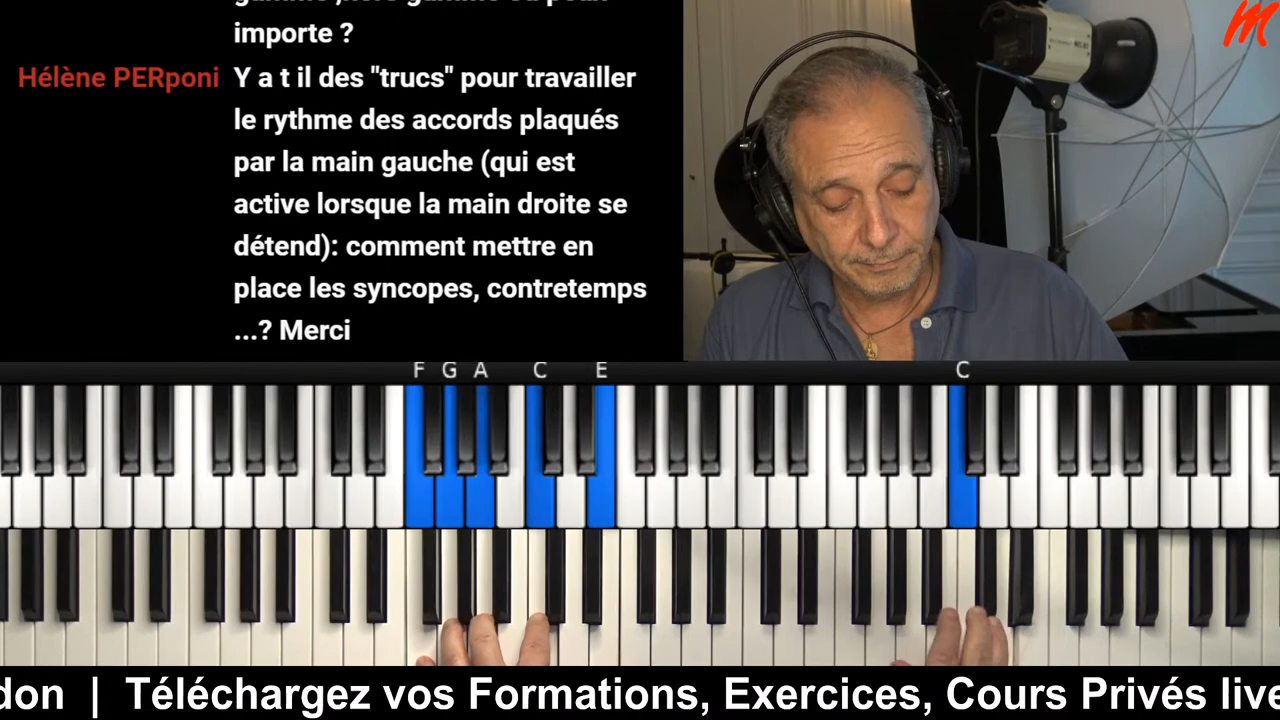 importe ?
Hélène PERponi Y a t il des "trucs" pour travailler
le rythme des accords plaqués
par la main gauche (qui est
active lorsque la main droite se
détend): comment mettre en
place les syncopes, contretemps
...? Merci
F G A C E C
don | Téléchargez vos Formations, Exercices, Cours Privés live